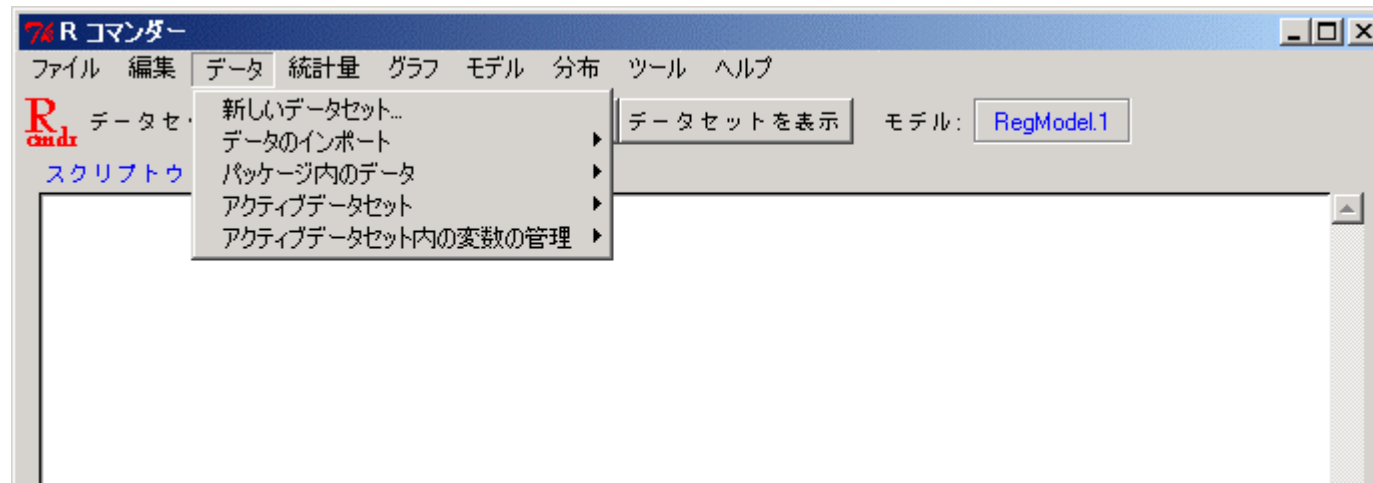 R コマンダー
ファイル 編集 データ 統計量 グラフ モデル 分布 ツール ヘルプ
R cmdr データセ データセットを表示 モデル: RegModel.1
新しいデータセット...
データのインポート
パッケージ内のデータ
スクリプトウ
アクティブデータセット
アクティブデータセット内の変数の管理